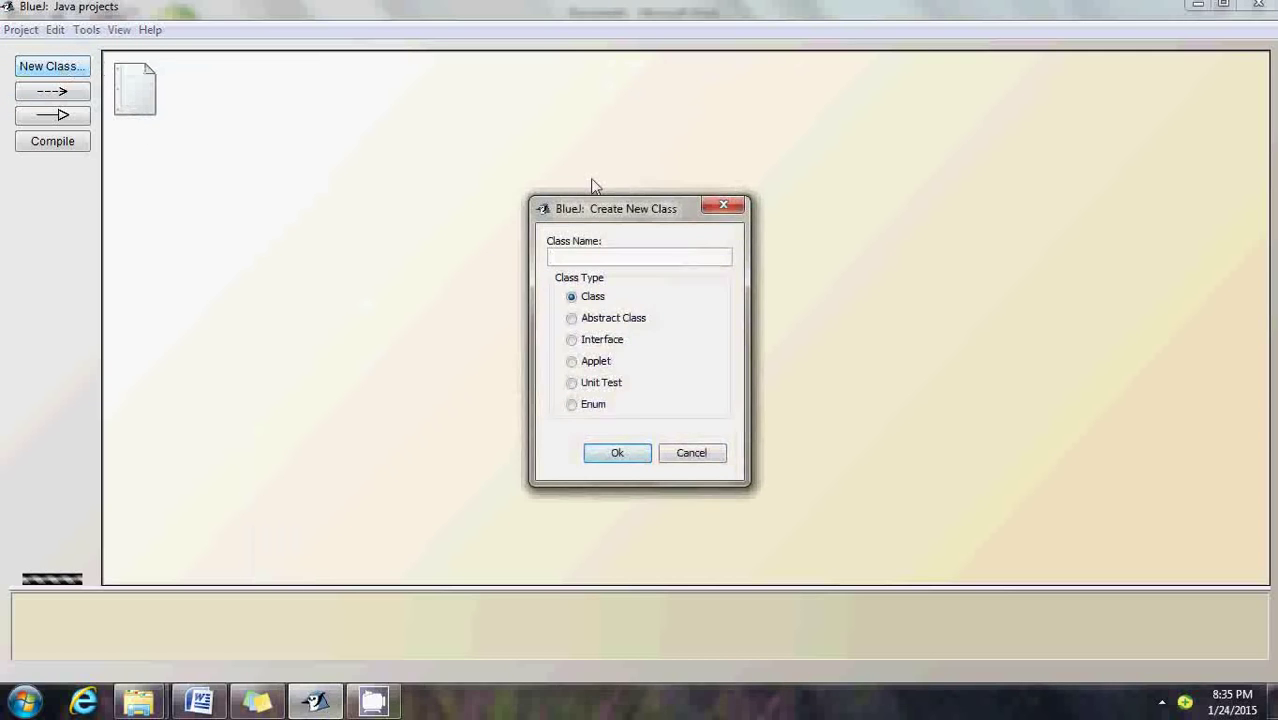 BlueJ: Java projects
Project Edit Tools View Help
New Class...
Compile
BlueJ: Create New Class
Class Name:
Class Type
Class
Abstract Class
Interface
Applet
Unit Test
Enum
Ok Cancel
8:35 PM
1/24/2015